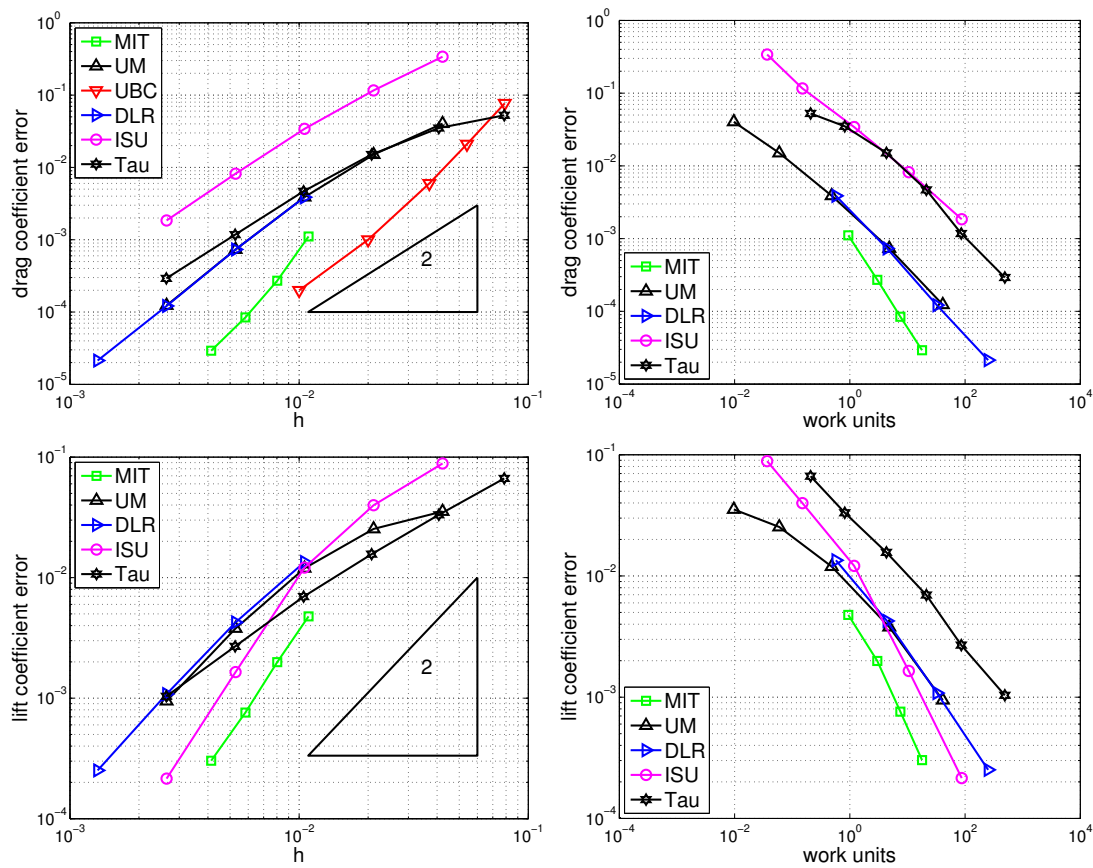 10^0
10^-1
10^-2
10^-3
10^-4
10^-5
drag coefficient error
MIT
UM
UBC
DLR
ISU
Tau
2
10^-3
10^-2
10^-1
h
10^0
10^-1
10^-2
10^-3
10^-4
10^-5
drag coefficient error
MIT
UM
DLR
ISU
Tau
10^-4
10^-2
10^0
10^2
10^4
work units
10^-1
10^-2
10^-3
10^-4
lift coefficient error
MIT
UM
DLR
ISU
Tau
2
10^-3
10^-2
10^-1
h
10^-1
10^-2
10^-3
10^-4
lift coefficient error
MIT
UM
DLR
ISU
Tau
10^-4
10^-2
10^0
10^2
10^4
work units